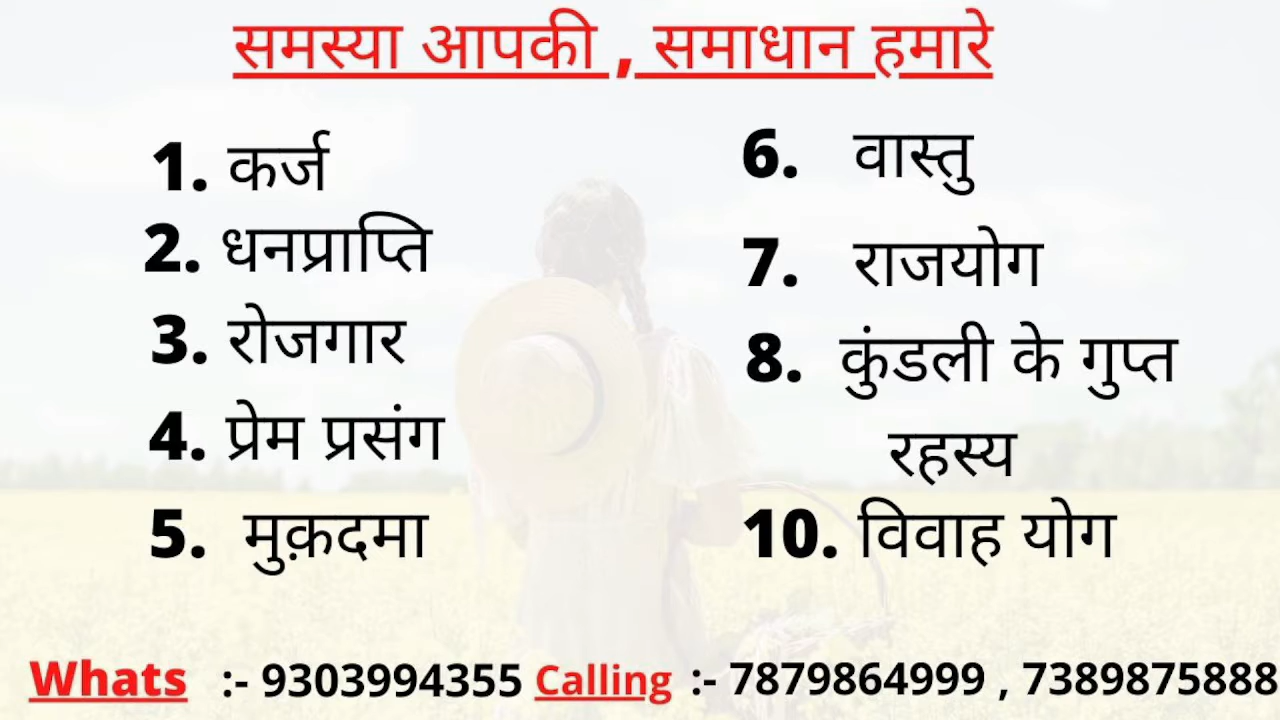 समस्या आपकी , समाधान हमारे
1. कर्ज
2. धनप्राप्ति
3. रोजगार
4. प्रेम प्रसंग
5. मुक़दमा
6. वास्तु
7. राजयोग
8. कुंडली के गुप्त
रहस्य
10. विवाह योग
Whats :- 9303994355 Calling :- 7879864999 , 7389875888